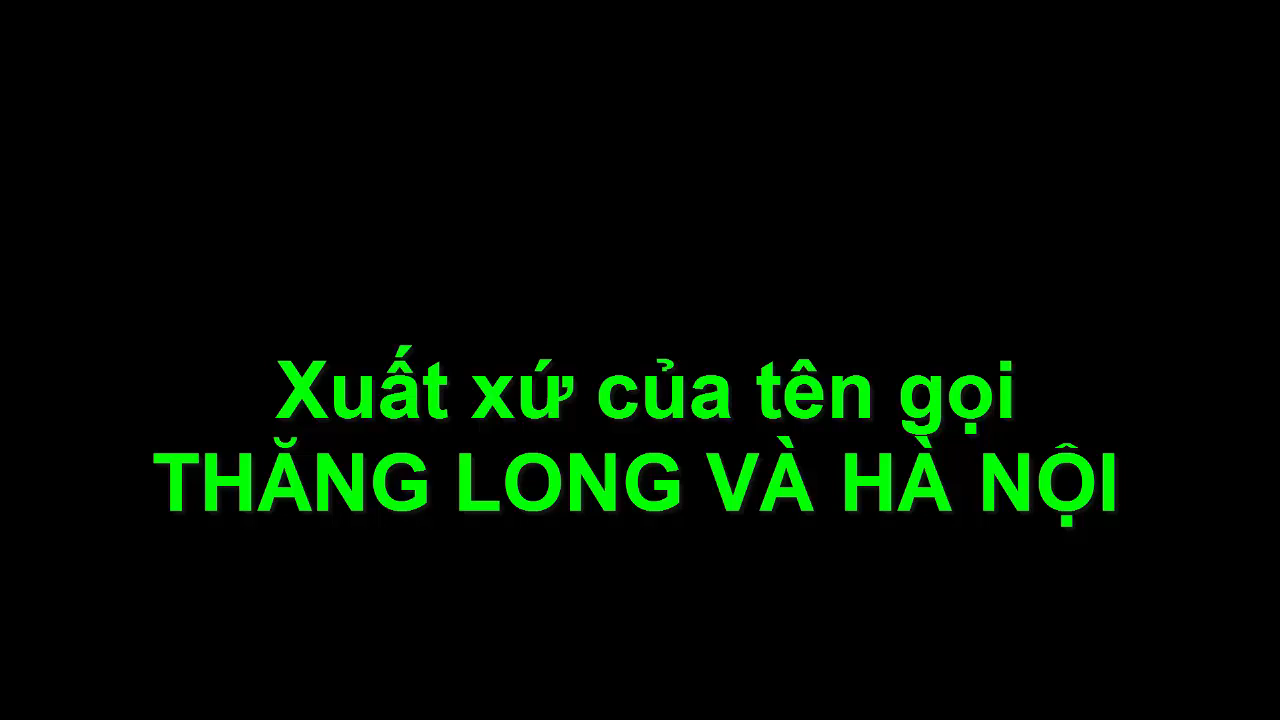 Xuất xứ của tên gọi
THĂNG LONG VÀ HÀ NỘI